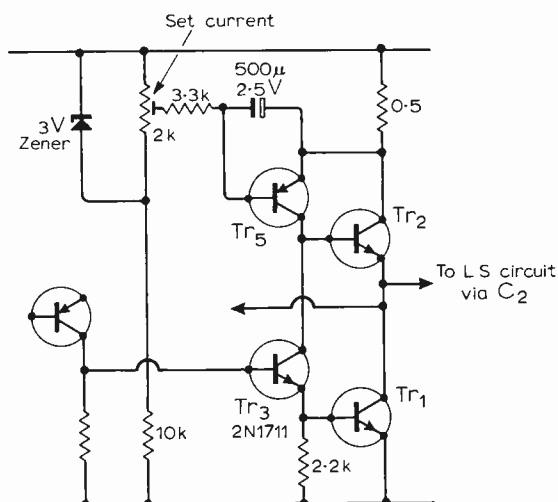 Set current
500μ
2.5V
3.3k
0.5
3V
Zener
2k
Tr5
Tr2
To LS circuit
via C2
Tr3
2N1711
Tr1
10k
2.2k